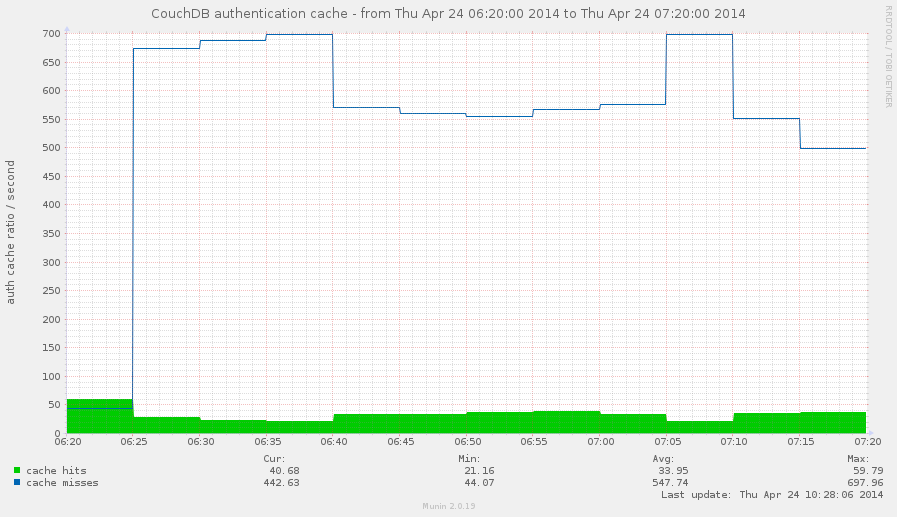 CouchDB authentication cache - from Thu Apr 24 06:20:00 2014 to Thu Apr 24 07:20:00 2014
RRDTOOL / TOBI OETIKER
auth cache ratio / second
700
650
600
550
500
450
400
350
300
250
200
150
100
50
0
06:20 06:25 06:30 06:35 06:40 06:45 06:50 06:55 07:00 07:05 07:10 07:15 07:20
Cur: Min: Avg: Max:
cache hits 40.68 21.16 33.95 59.79
cache misses 442.63 44.07 547.74 697.96
Last update: Thu Apr 24 10:28:06 2014
Munin 2.0.19